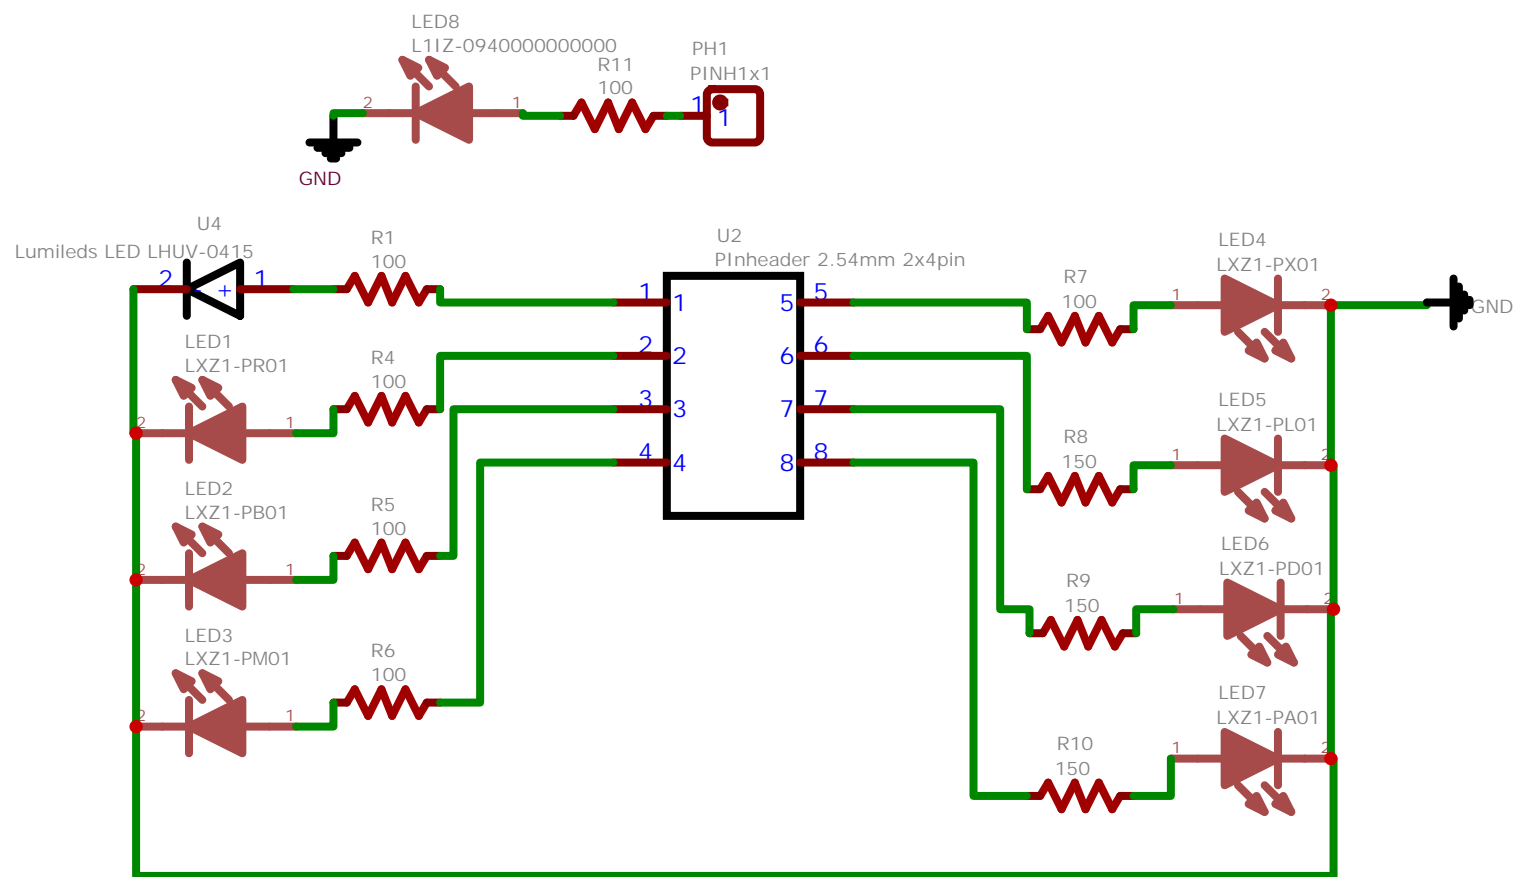 LED8
L1IZ-0940000000000
R11
100
PH1
PINH1x1
2
1
1
1
GND
U4
Lumileds LED LHUV-0415
2
1
- +
R1
100
LED1
LXZ1-PR01
2
1
R4
100
LED2
LXZ1-PB01
2
1
R5
100
LED3
LXZ1-PM01
2
1
R6
100
U2
PInheader 2.54mm 2x4pin
1 1
2 2
3 3
4 4
5 5
6 6
7 7
8 8
R7
100
LED4
LXZ1-PX01
1
2
GND
R8
150
LED5
LXZ1-PL01
1
2
R9
150
LED6
LXZ1-PD01
1
2
R10
150
LED7
LXZ1-PA01
1
2